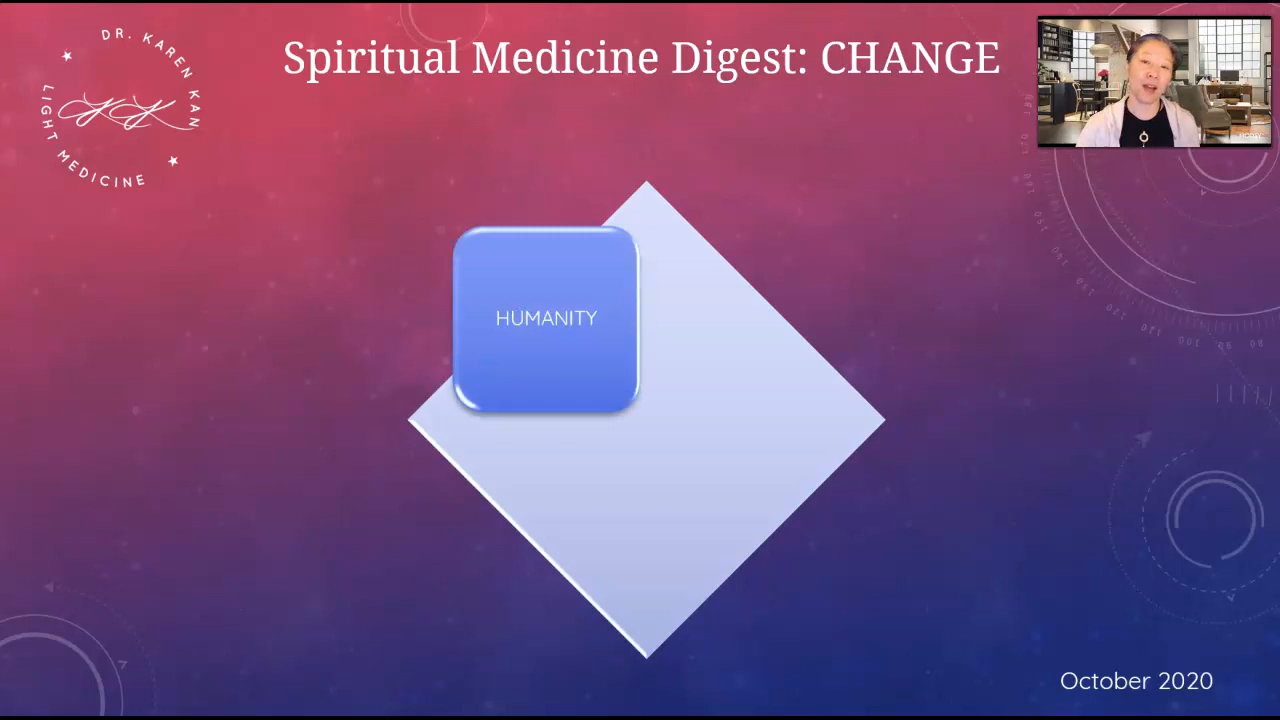 DR. KAREN KAN
LIGHT MEDICINE
Spiritual Medicine Digest: CHANGE
HUMANITY
October 2020